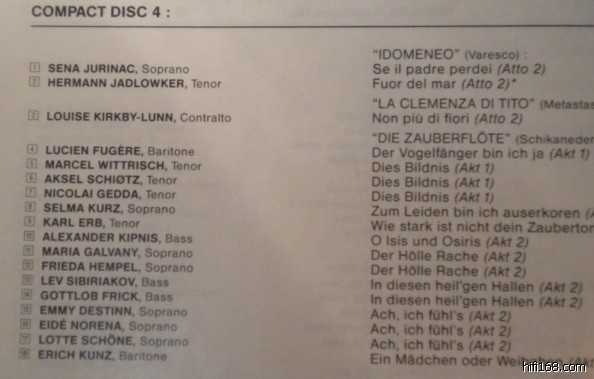 COMPACT DISC 4 :
"IDOMENEO" (Varesco) :
1 SENA JURINAC, Soprano Se il padre perdei (Atto 2)
2 HERMANN JADLOWKER, Tenor Fuor del mar (Atto 2)*
"LA CLEMENZA DI TITO" (Metastas
3 LOUISE KIRKBY-LUNN, Contralto Non più di fiori (Atto 2)
"DIE ZAUBERFLÖTE" (Schikaneder
4 LUCIEN FUGÈRE, Baritone Der Vogelfänger bin ich ja (Akt 1)
5 MARCEL WITTRISCH, Tenor Dies Bildnis (Akt 1)
6 AKSEL SCHIØTZ, Tenor Dies Bildnis (Akt 1)
7 NICOLAI GEDDA, Tenor Dies Bildnis (Akt 1)
8 SELMA KURZ, Soprano Zum Leiden bin ich auserkoren (A
9 KARL ERB, Tenor Wie stark ist nicht dein Zauberton
10 ALEXANDER KIPNIS, Bass O Isis und Osiris (Akt 2)
11 MARIA GALVANY, Soprano Der Hölle Rache (Akt 2)
12 FRIEDA HEMPEL, Soprano Der Hölle Rache (Akt 2)
13 LEV SIBIRIAKOV, Bass In diesen heil'gen Hallen (Akt 2)
14 GOTTLOB FRICK, Bass In diesen heil'gen Hallen (Akt 2)
15 EMMY DESTINN, Soprano Ach, ich fühl's (Akt 2)
16 EIDÉ NORENA, Soprano Ach, ich fühl's (Akt 2)
17 LOTTE SCHÖNE, Soprano Ach, ich fühl's (Akt 2)
18 ERICH KUNZ, Baritone Ein Mädchen oder Weibchen (Akt
hifi168.com